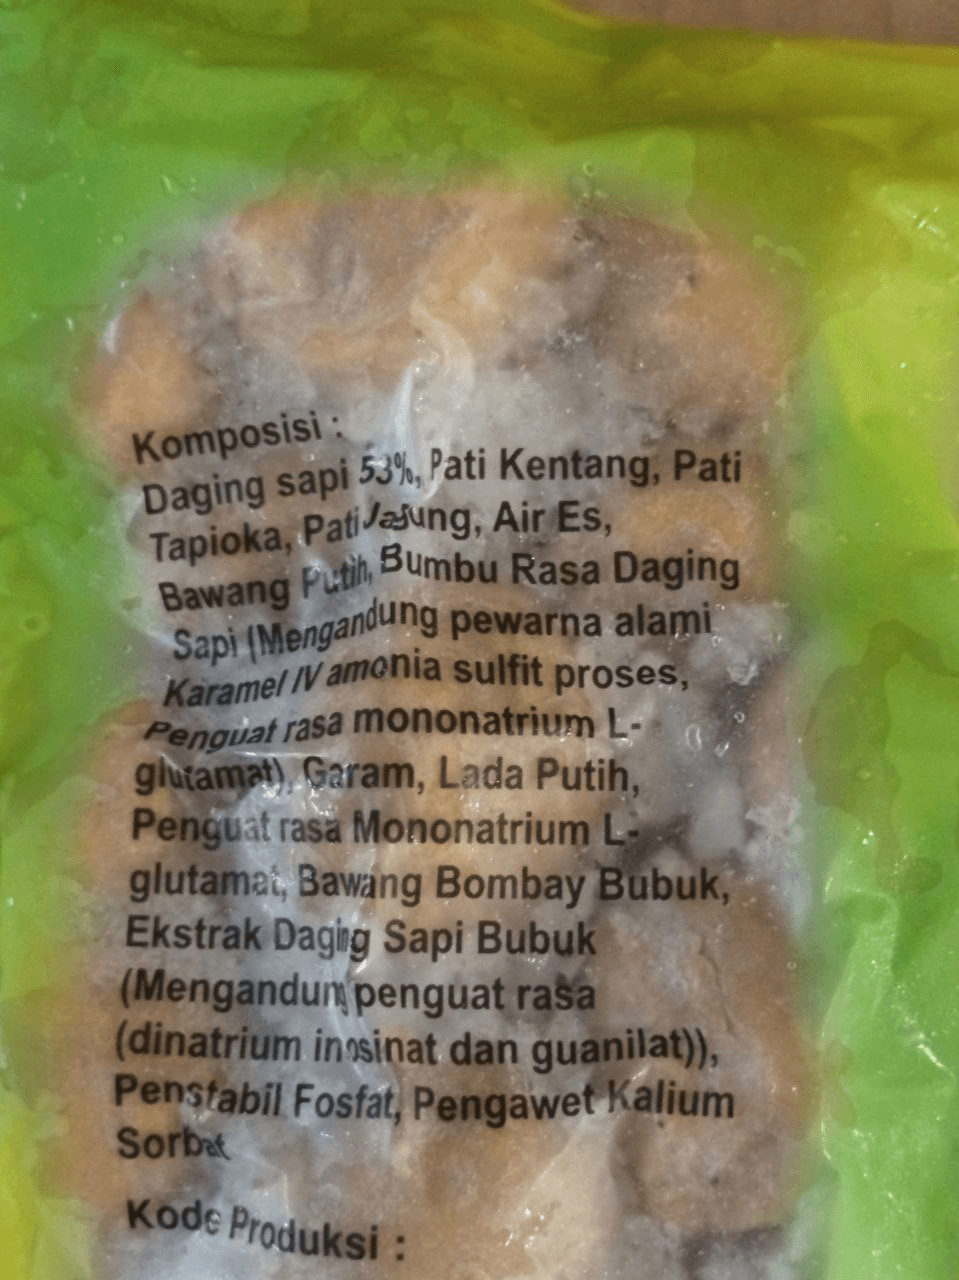 Komposisi :
Daging sapi 53%, Pati Kentang, Pati
Tapioka, Pati Jagung, Air Es,
Bawang Putih, Bumbu Rasa Daging
Sapi (Mengandung pewarna alami
Karamel IV amonia sulfit proses,
Penguat rasa mononatrium L-
glutamat), Garam, Lada Putih,
Penguat rasa Mononatrium L-
glutamat, Bawang Bombay Bubuk,
Ekstrak Daging Sapi Bubuk
(Mengandung penguat rasa
(dinatrium inosinat dan guanilat)),
Penstabil Fosfat, Pengawet Kalium
Sorbat
Kode Produksi :